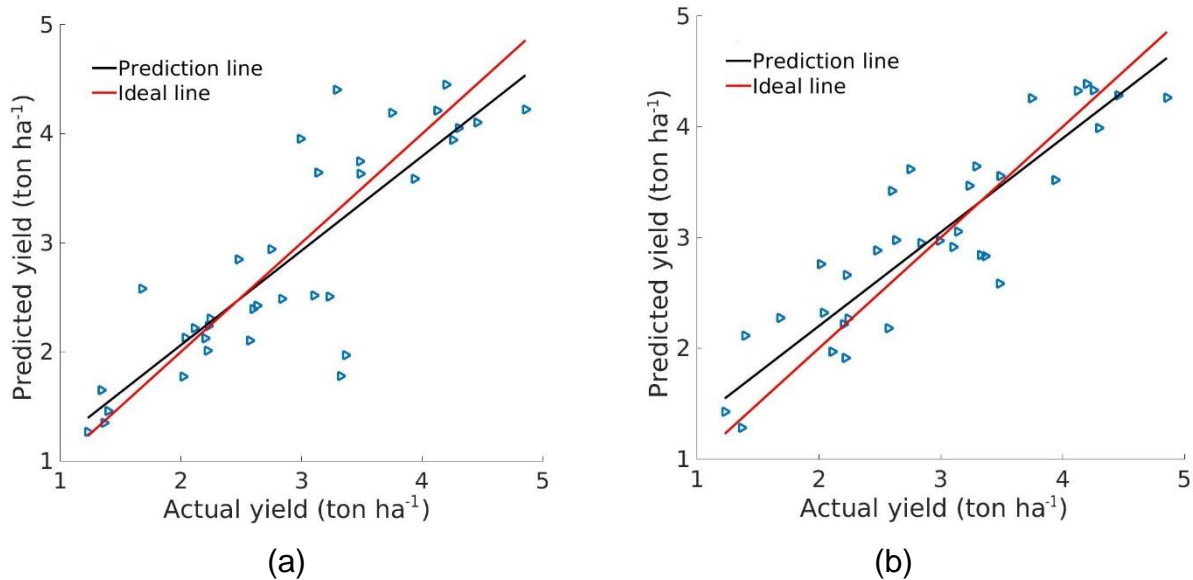 5
4
3
2
1
Predicted yield (ton ha-1)
Prediction line
Ideal line
1 2 3 4 5
Actual yield (ton ha-1)
(a)
5
4
3
2
1
Predicted yield (ton ha-1)
Prediction line
Ideal line
1 2 3 4 5
Actual yield (ton ha-1)
(b)